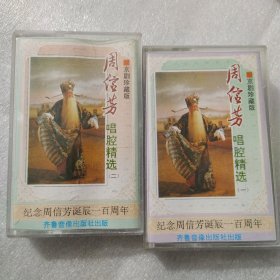 京剧珍藏版
周信芳
唱腔精选
(二)
纪念周信芳诞辰一百周年
齐鲁音像出版社出版
京剧珍藏版
周信芳
唱腔精选
(一)
纪念周信芳诞辰一百周年
齐鲁音像出版社出版